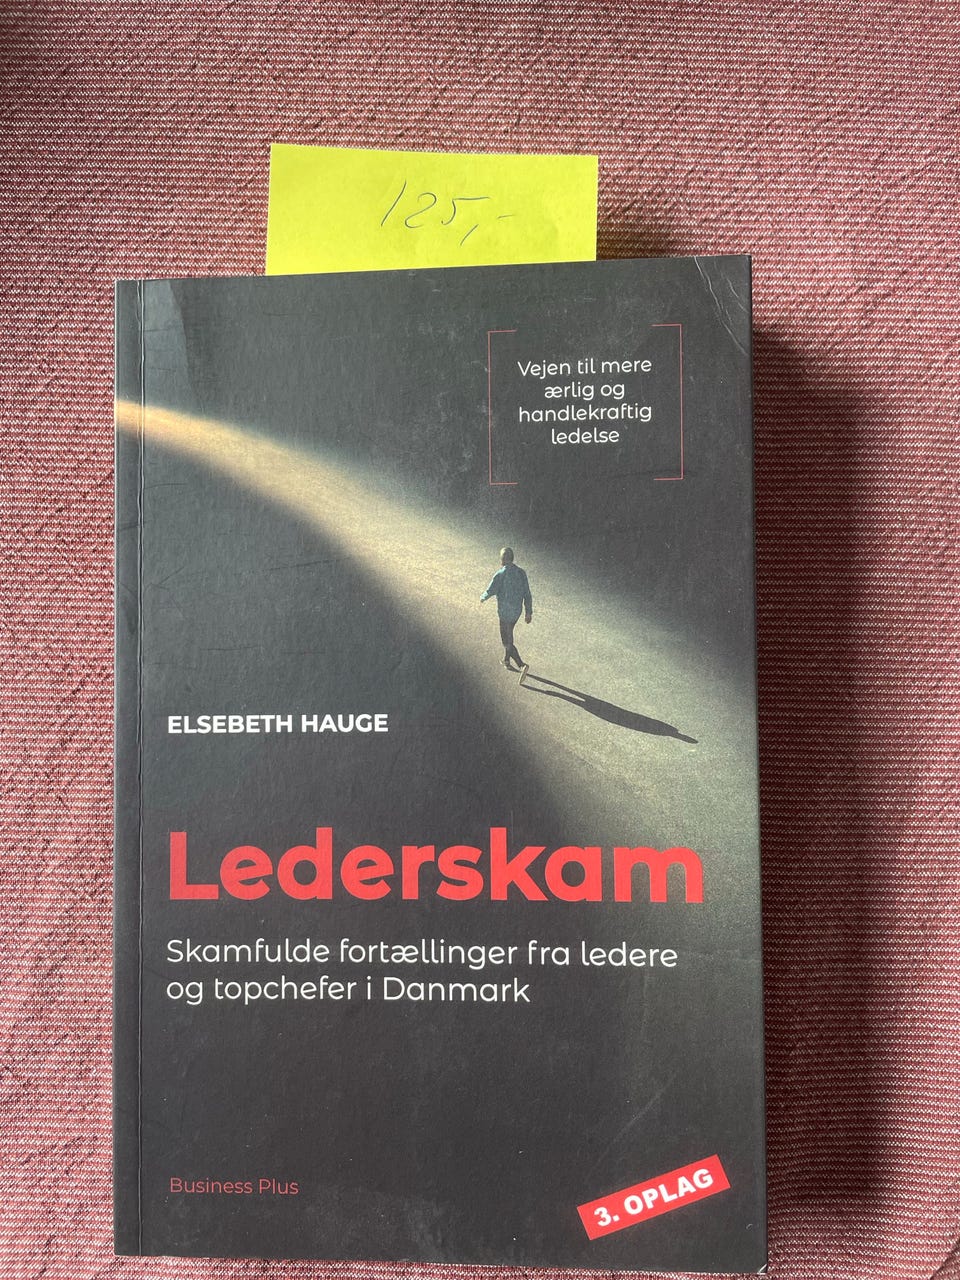 125,-
Vejen til mere
ærlig og
handlekraftig
ledelse
ELSEBETH HAUGE
Lederskam
Skamfulde fortællinger fra ledere
og topchefer i Danmark
Business Plus
3. OPLAG